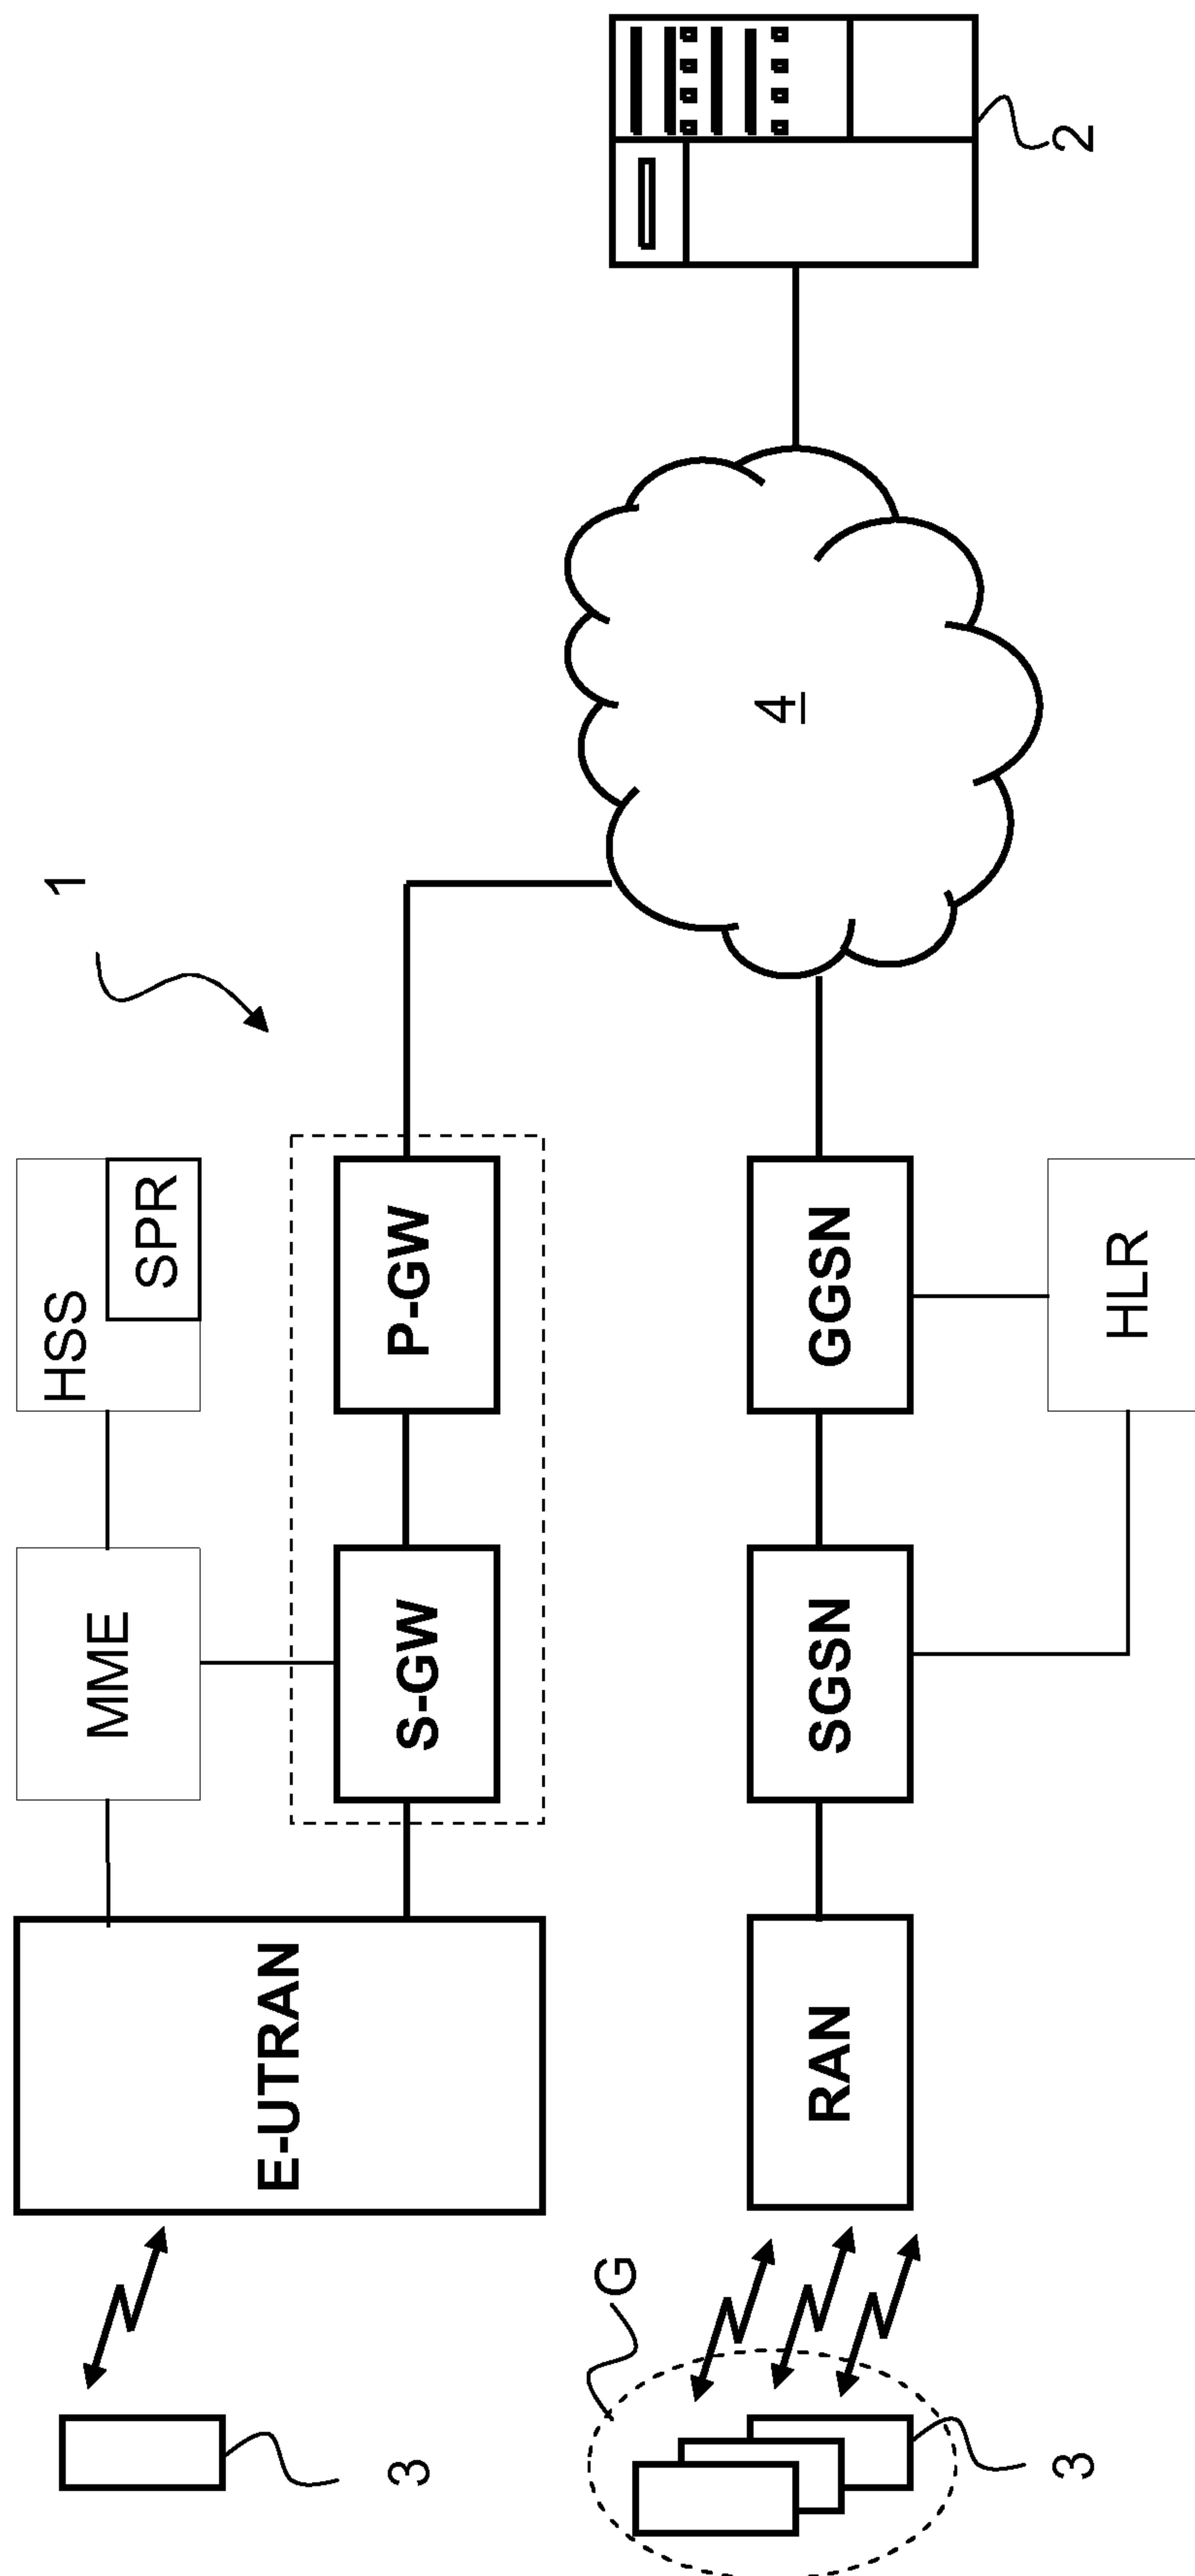 1
HSS
SPR
MME
E-UTRAN
S-GW
P-GW
3
G
RAN
SGSN
GGSN
HLR
3
4
2